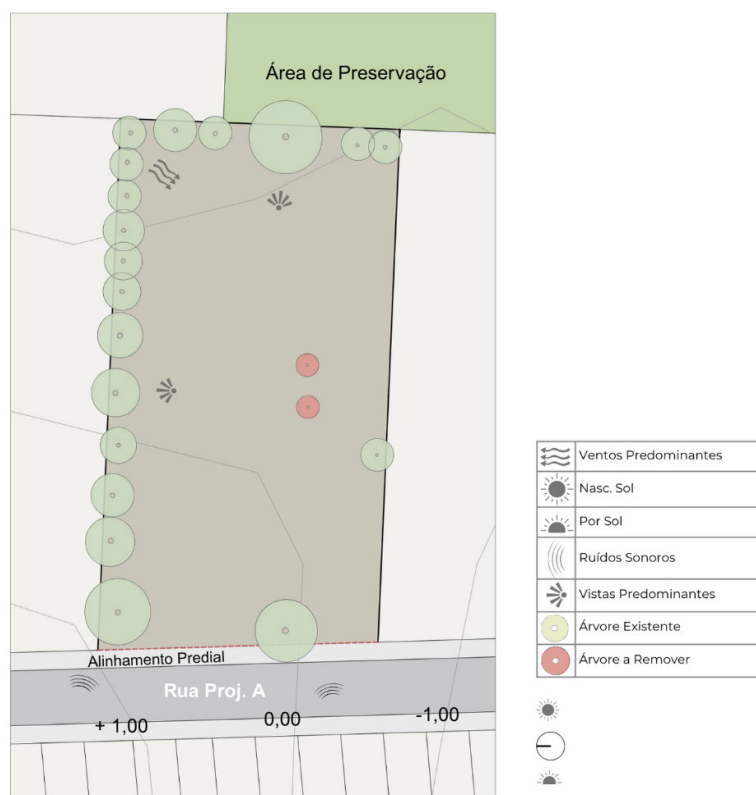 Área de Preservação
Alinhamento Predial
Rua Proj. A
+ 1,00
0,00
-1,00
Ventos Predominantes
Nasc. Sol
Por Sol
Ruídos Sonoros
Vistas Predominantes
Árvore Existente
Árvore a Remover